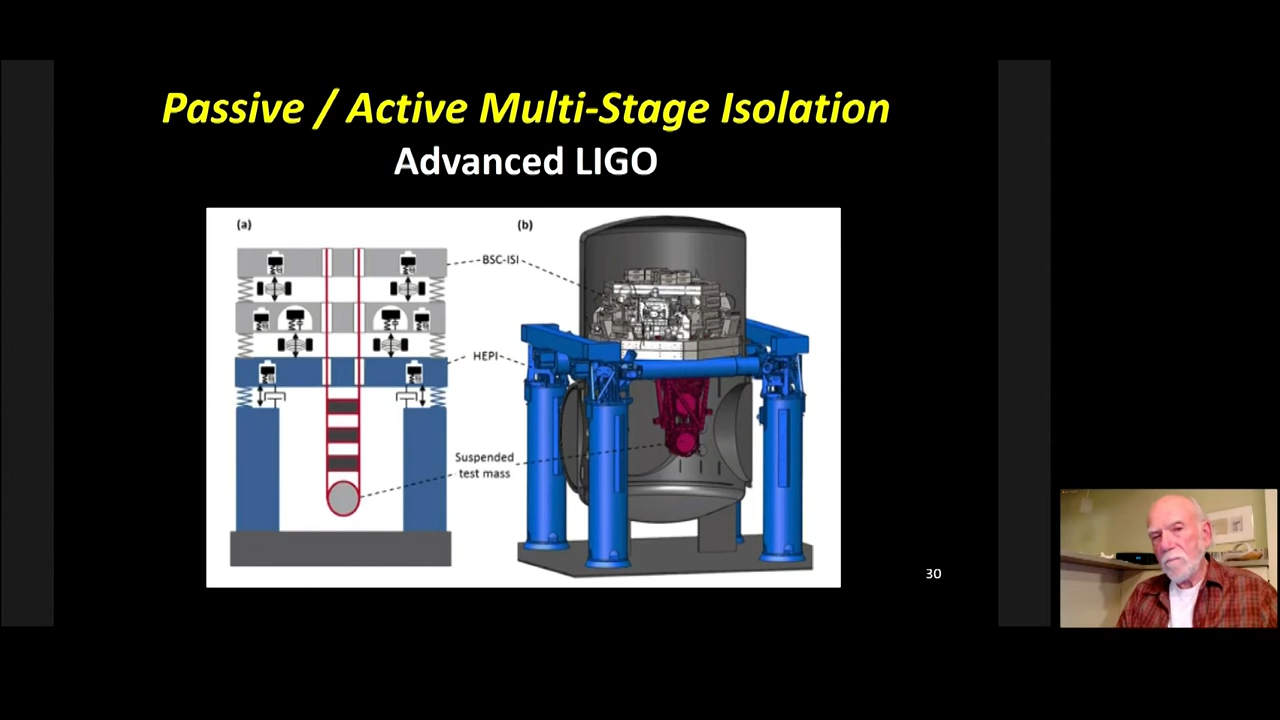 Passive / Active Multi-Stage Isolation
Advanced LIGO
(a)
(b)
BSC-ISI
HEPI
Suspended
test mass
30